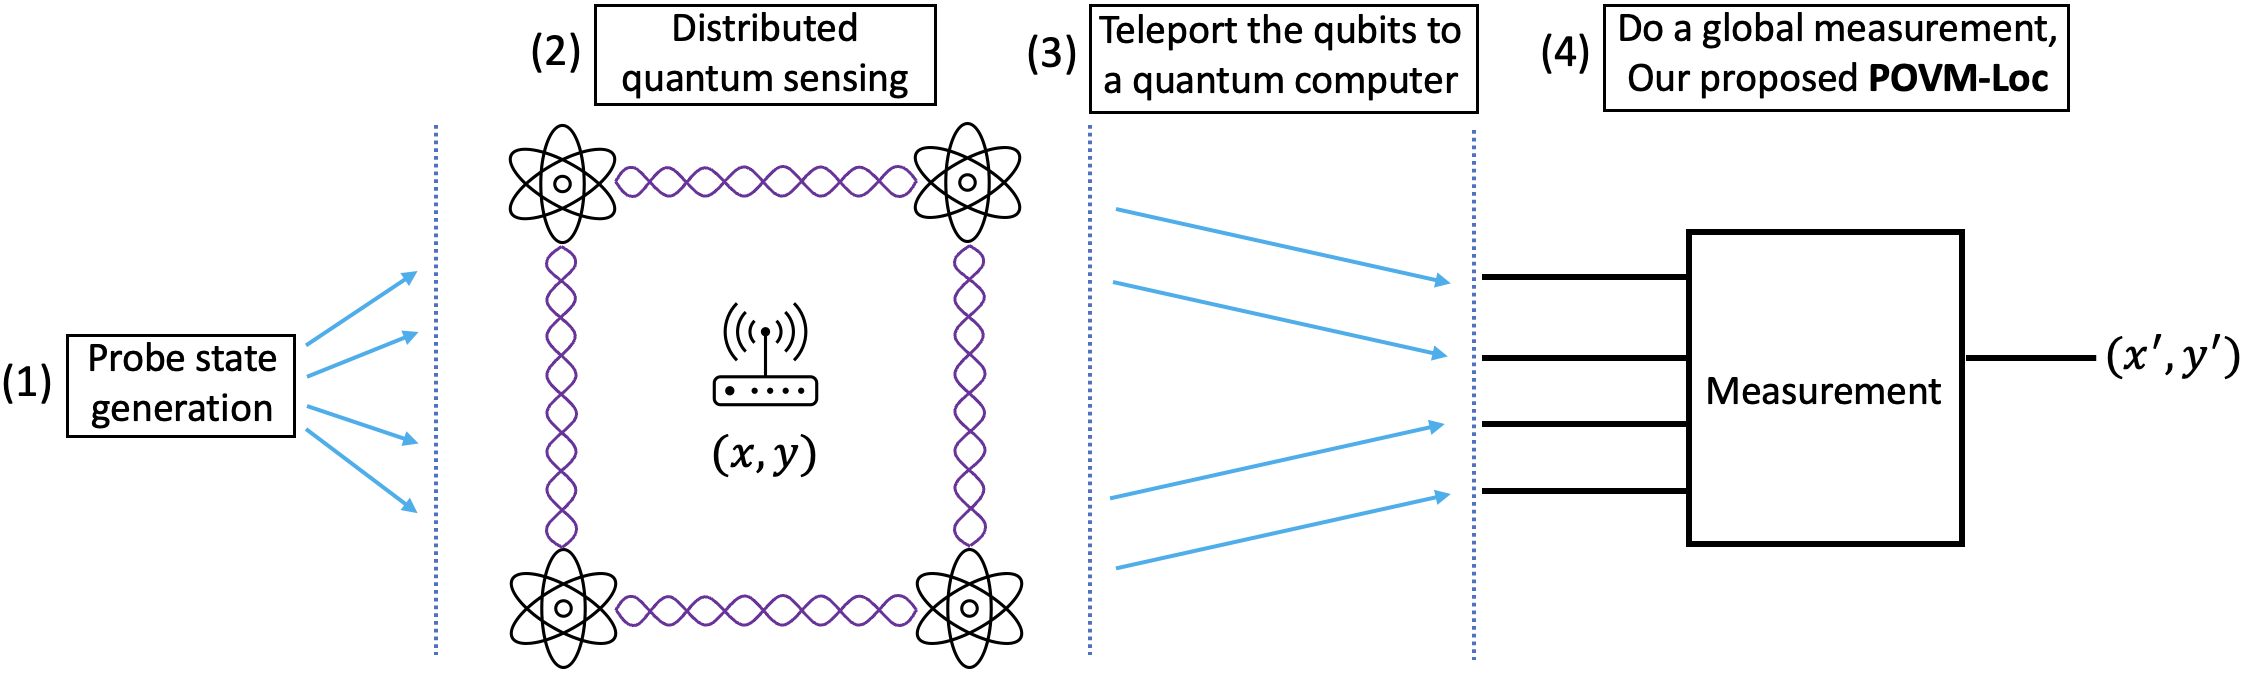 (1)
Probe state
generation
(2)
Distributed
quantum sensing
(x, y)
(3)
Teleport the qubits to
a quantum computer
(4)
Do a global measurement,
Our proposed POVM-Loc
Measurement
(x′, y′)